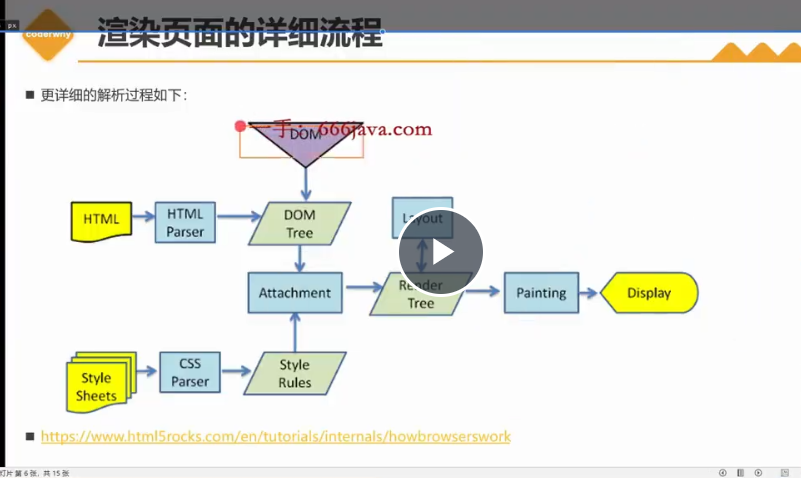 px
coderwhy
渲染页面的详细流程
更详细的解析过程如下：
一手：666java.com
DOM
HTML
HTML
Parser
DOM
Tree
Layout
Attachment
Render
Tree
Painting
Display
Style
Sheets
CSS
Parser
Style
Rules
https://www.html5rocks.com/en/tutorials/internals/howbrowserswork
灯片 第 6 张，共 15 张